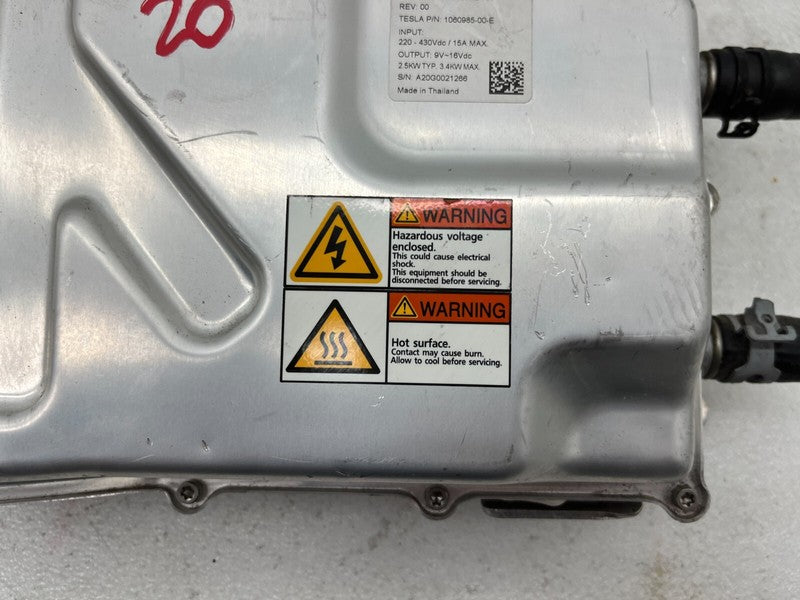 20
REV: 00
TESLA P/N: 1060985-00-E
INPUT:
220 - 430Vdc / 15A MAX.
OUTPUT: 9V~16Vdc
2.5KW TYP. 3.4KW MAX.
S/N: A20G0021266
Made in Thailand
WARNING
Hazardous voltage
enclosed.
This could cause electrical
shock.
This equipment should be
disconnected before servicing.
WARNING
Hot surface.
Contact may cause burn.
Allow to cool before servicing.